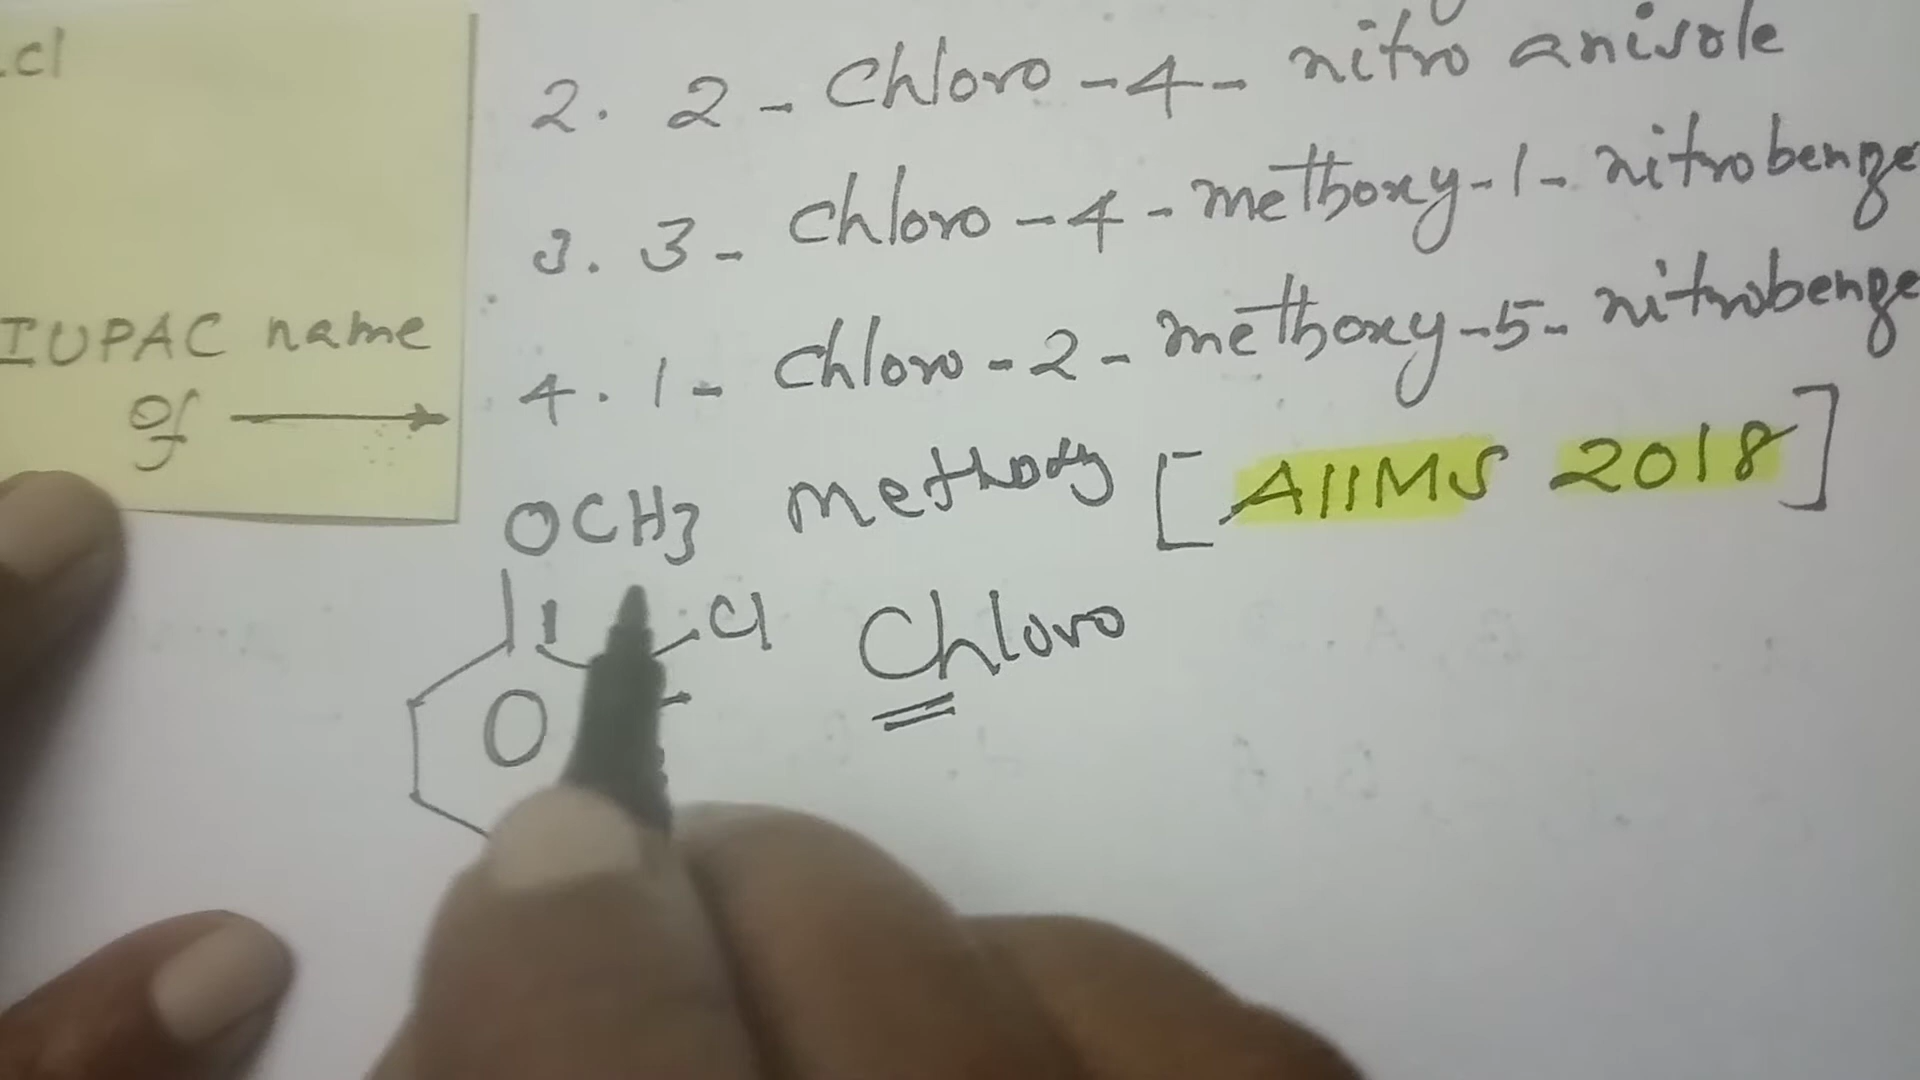 .cl
2. 2-Chloro-4-nitro anisole
3. 3-Chloro-4-methoxy-1-nitrobenze
4. 1-Chloro-2-methoxy-5-nitrobenze
IUPAC name
of
OCH3 methoxy [AIIMS 2018]
1 Cl Chloro